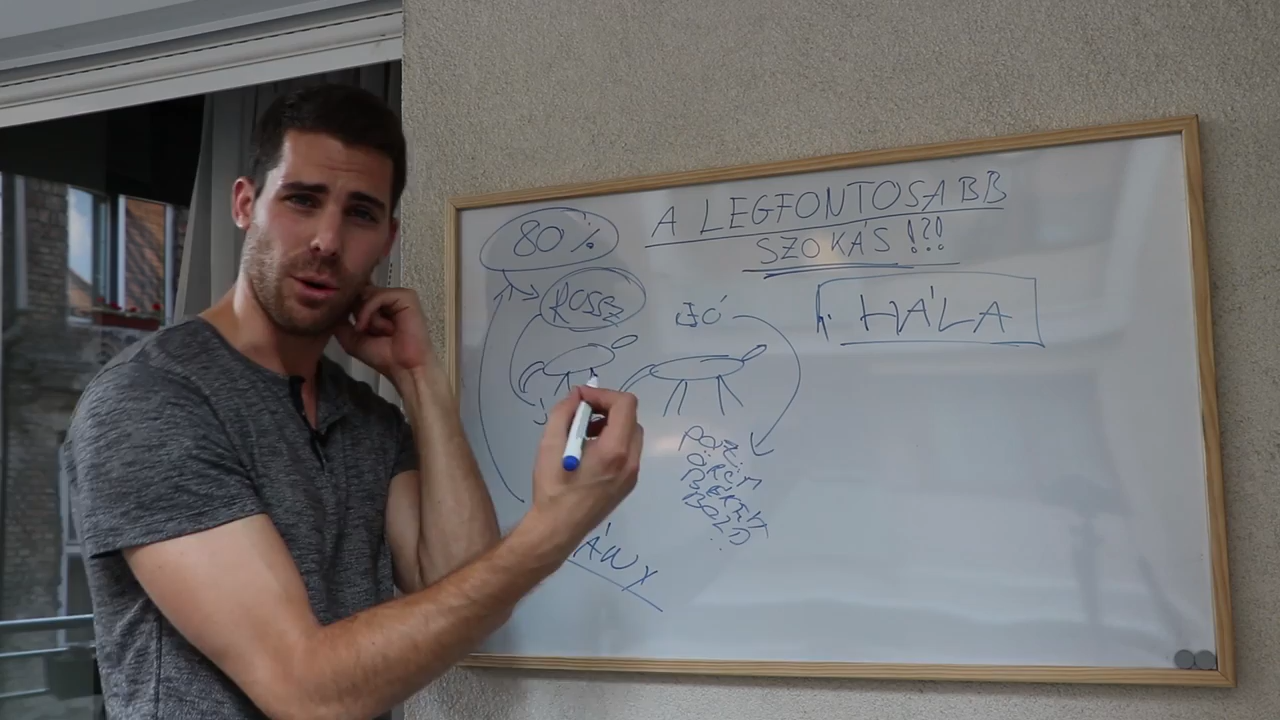 A LEGFONTOSABB
SZOKÁS !?!
80%
ROSSZ
JÓ
1. HÁLA
POZ.
ÖRÖM
BÉKE